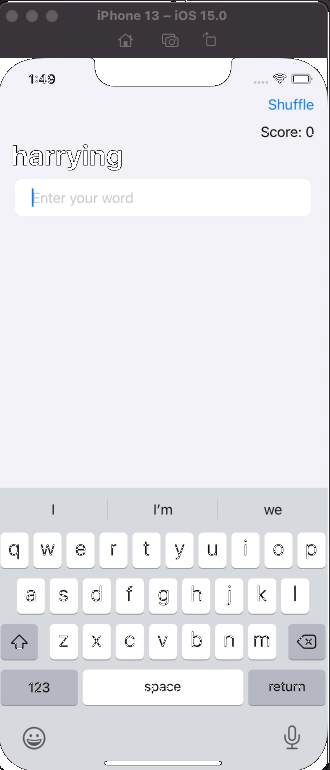 iPhone 13 – iOS 15.0
1:49
Shuffle
Score: 0
harrying
Enter your word
I I'm we
q w e r t y u i o p
a s d f g h j k l
z x c v b n m
123 space return